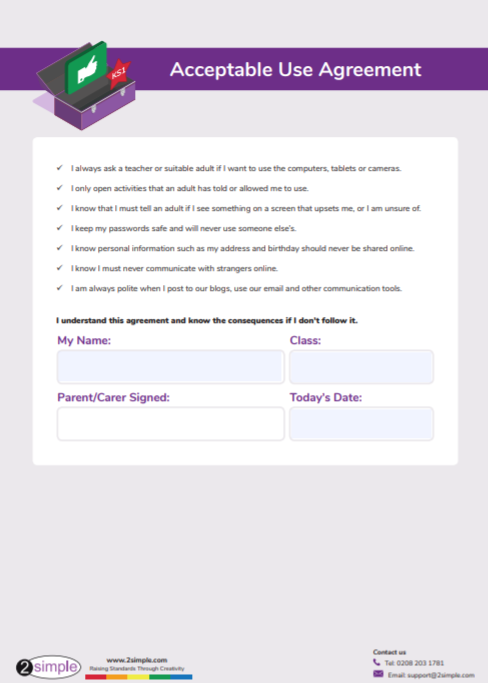 KS1
Acceptable Use Agreement
✓ I always ask a teacher or suitable adult if I want to use the computers, tablets or cameras.
✓ I only open activities that an adult has told or allowed me to use.
✓ I know that I must tell an adult if I see something on a screen that upsets me, or I am unsure of.
✓ I keep my passwords safe and will never use someone else's.
✓ I know personal information such as my address and birthday should never be shared online.
✓ I know I must never communicate with strangers online.
✓ I am always polite when I post to our blogs, use our email and other communication tools.
I understand this agreement and know the consequences if I don't follow it.
My Name: Class:
Parent/Carer Signed: Today's Date:
2simple
www.2simple.com
Raising Standards Through Creativity
Contact us
Tel: 0208 203 1781
Email: support@2simple.com